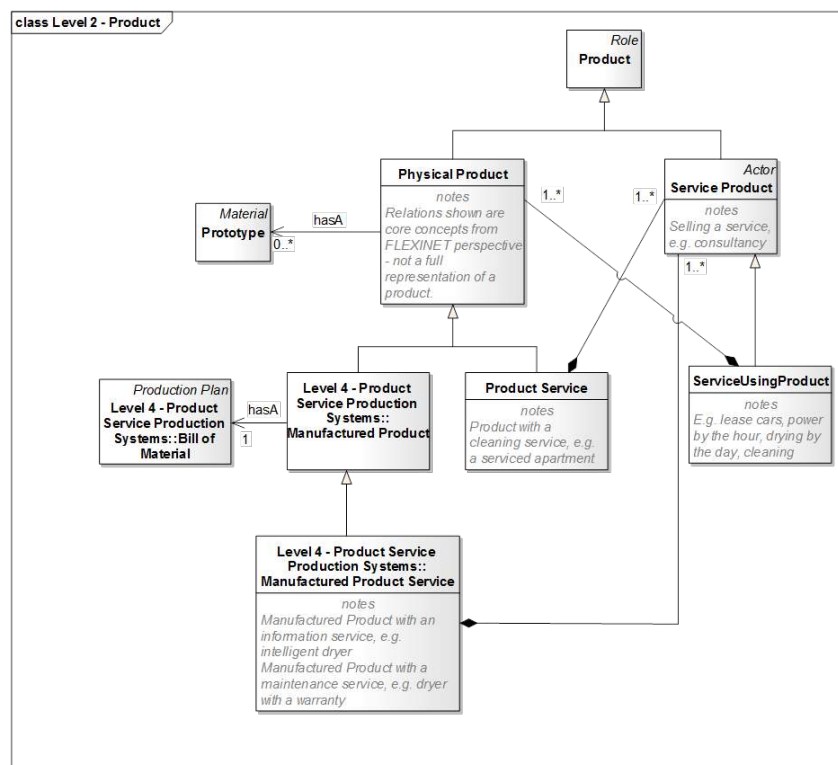 class Level 2 - Product
Role
Product
Physical Product
notes
Relations shown are
core concepts from
FLEXINET perspective
- not a full
representation of a
product.
1..*
1..*
Actor
Service Product
notes
Selling a service,
e.g. consultancy
1..*
Material
Prototype
hasA
0..*
Production Plan
Level 4 - Product
Service Production
Systems::Bill of
Material
hasA
1
Level 4 - Product
Service Production
Systems::
Manufactured Product
Product Service
notes
Product with a
cleaning service, e.g.
a serviced apartment
ServiceUsingProduct
notes
E.g. lease cars, power
by the hour, drying by
the day, cleaning
Level 4 - Product Service
Production Systems::
Manufactured Product Service
notes
Manufactured Product with an
information service, e.g.
intelligent dryer
Manufactured Product with a
maintenance service, e.g. dryer
with a warranty